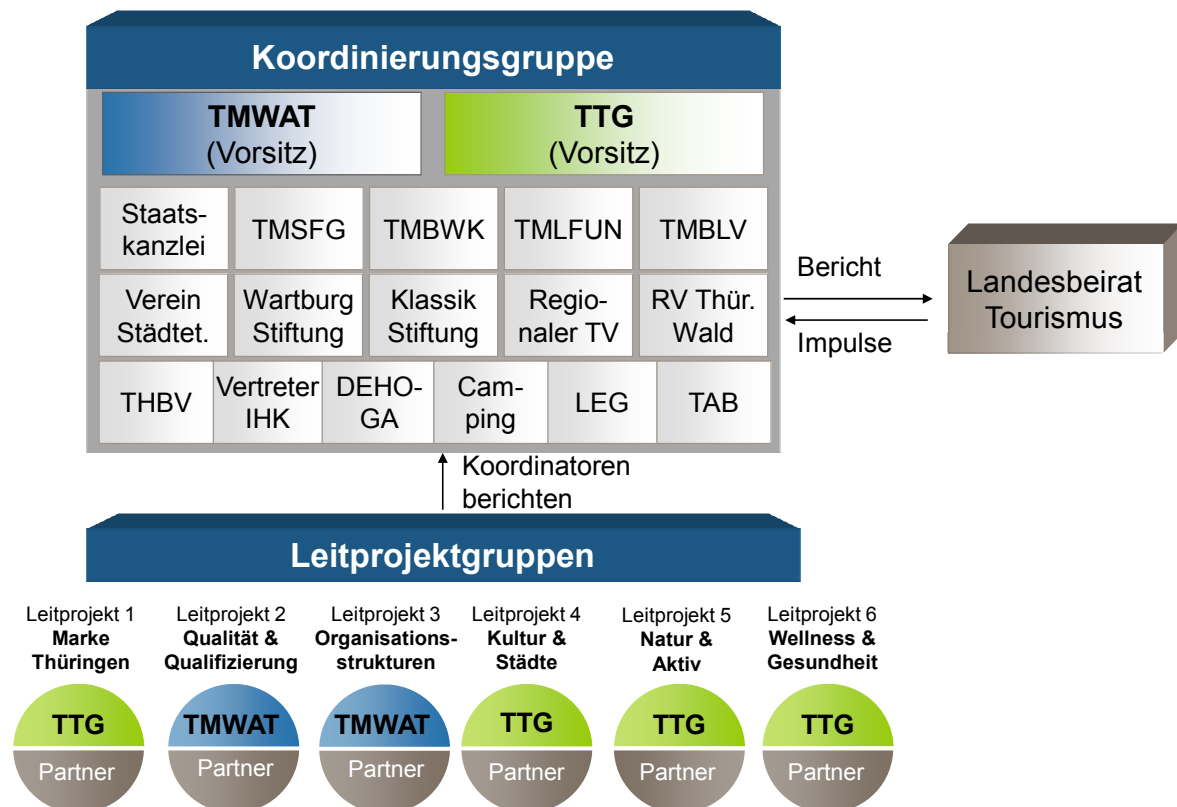 Koordinierungsgruppe
TMWAT
(Vorsitz)
TTG
(Vorsitz)
Staats-
kanzlei
TMSFG
TMBWK
TMLFUN
TMBLV
Verein
Städtet.
Wartburg
Stiftung
Klassik
Stiftung
Regio-
naler TV
RV Thür.
Wald
THBV
Vertreter
IHK
DEHO-
GA
Cam-
ping
LEG
TAB
Bericht
Impulse
Landesbeirat
Tourismus
Koordinatoren
berichten
Leitprojektgruppen
Leitprojekt 1
Marke
Thüringen
Leitprojekt 2
Qualität &
Qualifizierung
Leitprojekt 3
Organisations-
strukturen
Leitprojekt 4
Kultur &
Städte
Leitprojekt 5
Natur &
Aktiv
Leitprojekt 6
Wellness &
Gesundheit
TTG
Partner
TMWAT
Partner
TMWAT
Partner
TTG
Partner
TTG
Partner
TTG
Partner